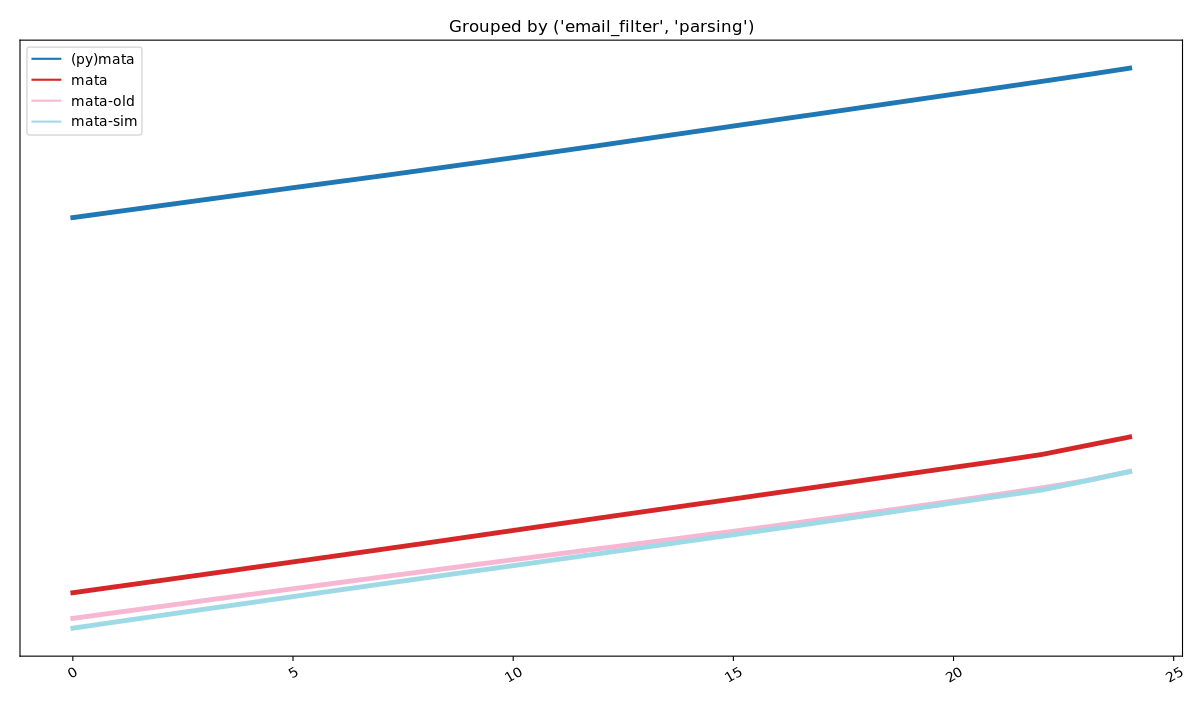 Grouped by ('email_filter', 'parsing')
(py)mata
mata
mata-old
mata-sim
0
5
10
15
20
25